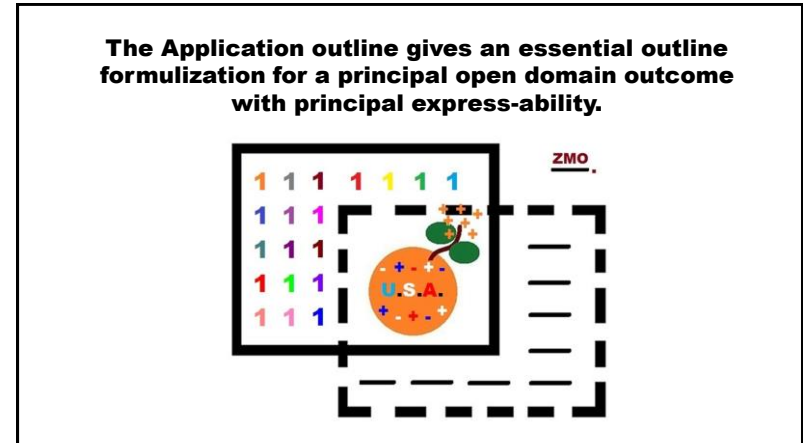 The Application outline gives an essential outline
formulization for a principal open domain outcome
with principal express-ability.
ZMO.
1 1 1 1 1 1 1
1 1 1
1 1 1
1 1 1
1 1 1
+ + +
+ +
+ +
- + - + -
U.S.A.
+ - + - +